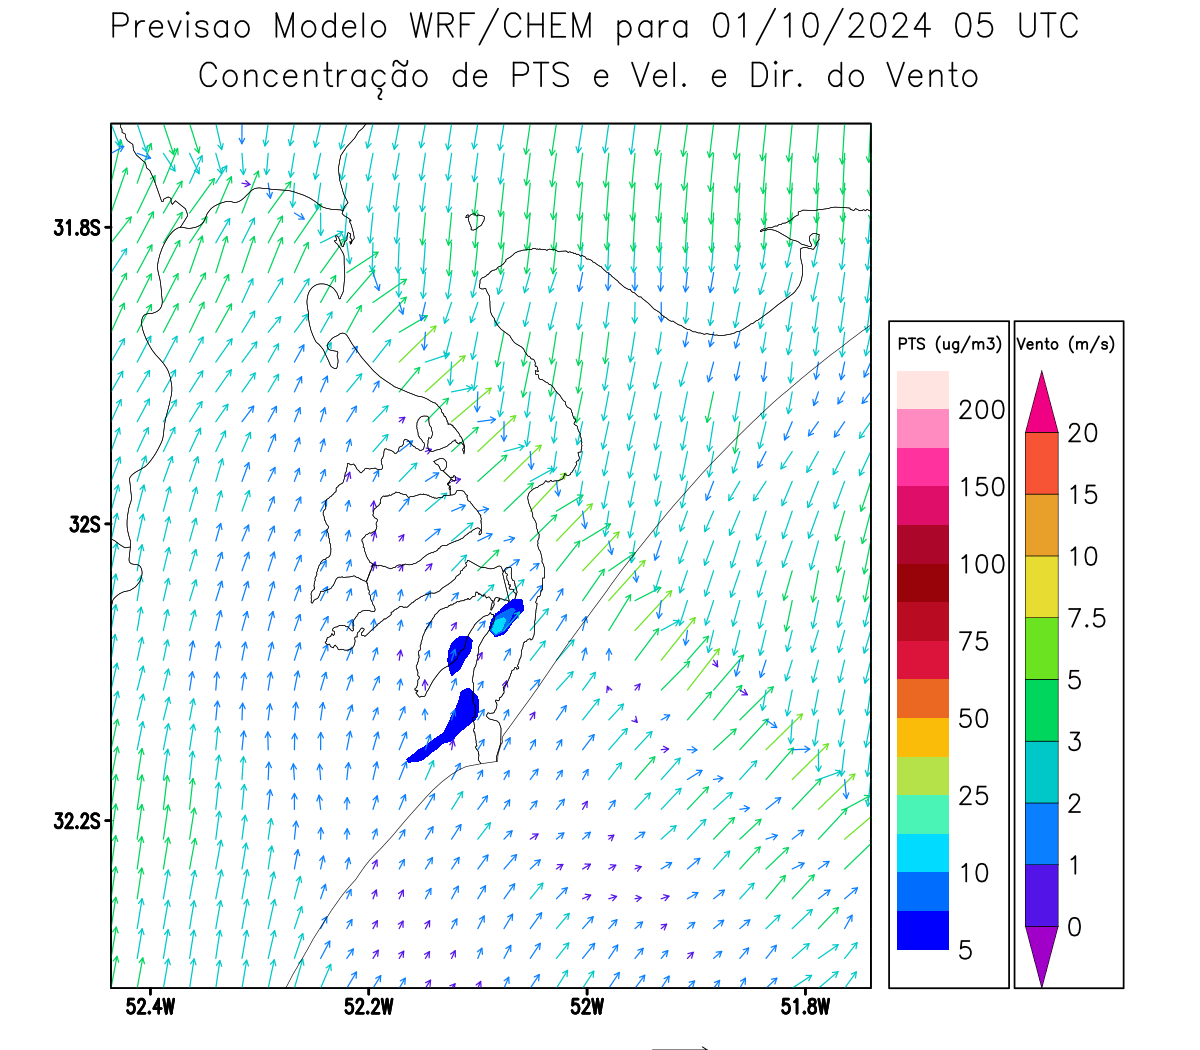 Previsao Modelo WRF/CHEM para 01/10/2024 05 UTC
Concentração de PTS e Vel. e Dir. do Vento
31.8S
32S
32.2S
52.4W
52.2W
52W
51.8W
PTS (ug/m3)
200
150
100
75
50
25
10
5
Vento (m/s)
20
15
10
7.5
5
3
2
1
0